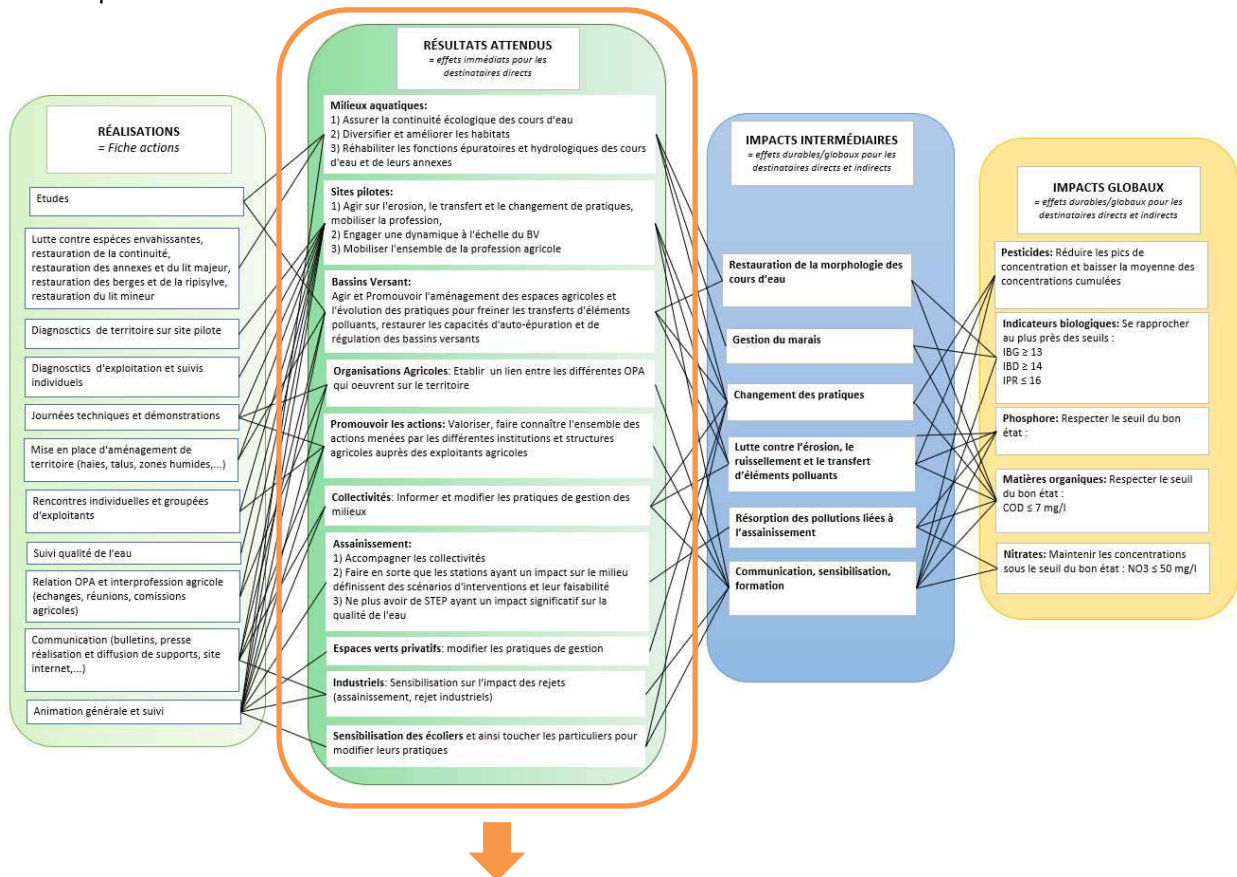 RÉALISATIONS
= Fiche actions
Etudes
Lutte contre espéces envahissantes,
restauration de la continuité,
restauration des annexes et du lit majeur,
restauration des berges et de la ripisylve,
restauration du lit mineur
Diagnosctics de territoire sur site pilote
Diagnosctics d'exploitation et suivis
individuels
Journées techniques et démonstrations
Mise en place d'aménagement de
territoire (haies, talus, zones humides,...)
Rencontres individuelles et groupées
d'exploitants
Suivi qualité de l'eau
Relation OPA et interprofession agricole
(echanges, réunions, comissions
agricoles)
Communication (bulletins, presse
réalisation et diffusion de supports, site
internet,...)
Animation générale et suivi
RÉSULTATS ATTENDUS
= effets immédiats pour les
destinataires directs
Milieux aquatiques:
1) Assurer la continuité écologique des cours d'eau
2) Diversifier et améliorer les habitats
3) Réhabiliter les fonctions épuratoires et hydrologiques des cours
d'eau et de leurs annexes
Sites pilotes:
1) Agir sur l'erosion, le transfert et le changement de pratiques,
mobiliser la profession,
2) Engager une dynamique à l'échelle du BV
3) Mobiliser l'ensemble de la profession agricole
Bassins Versant:
Agir et Promouvoir l'aménagement des espaces agricoles et
l'évolution des pratiques pour freiner les transferts d'éléments
polluants, restaurer les capacités d'auto-épuration et de
régulation des bassins versants
Organisations Agricoles: Etablir un lien entre les différentes OPA
qui oeuvrent sur le territoire
Promouvoir les actions: Valoriser, faire connaître l'ensemble des
actions menées par les différentes institutions et structures
agricoles auprès des exploitants agricoles
Collectivités: Informer et modifier les pratiques de gestion des
milieux
Assainissement:
1) Accompagner les collectivités
2) Faire en sorte que les stations ayant un impact sur le milieu
définissent des scénarios d'interventions et leur faisabilité
3) Ne plus avoir de STEP ayant un impact significatif sur la
qualité de l'eau
Espaces verts privatifs: modifier les pratiques de gestion
Industriels: Sensibilisation sur l'impact des rejets
(assainissement, rejet industriels)
Sensibilisation des écoliers et ainsi toucher les particuliers pour
modifier leurs pratiques
IMPACTS INTERMÉDIAIRES
= effets durables/globaux pour les
destinataires directs et indirects
Restauration de la morphologie des
cours d'eau
Gestion du marais
Changement des pratiques
Lutte contre l'érosion, le
ruissellement et le transfert
d'éléments polluants
Résorption des pollutions liées à
l'assainissement
Communication, sensibilisation,
formation
IMPACTS GLOBAUX
= effets durables/globaux pour les
destinataires directs et indirects
Pesticides: Réduire les pics de
concentration et baisser la moyenne des
concentrations cumulées
Indicateurs biologiques: Se rapprocher
au plus près des seuils :
IBG ≥ 13
IBD ≥ 14
IPR ≤ 16
Phosphore: Respecter le seuil du bon
état :
Matières organiques: Respecter le seuil
du bon état :
COD ≤ 7 mg/l
Nitrates: Maintenir les concentrations
sous le seuil du bon état : NO3 ≤ 50 mg/l